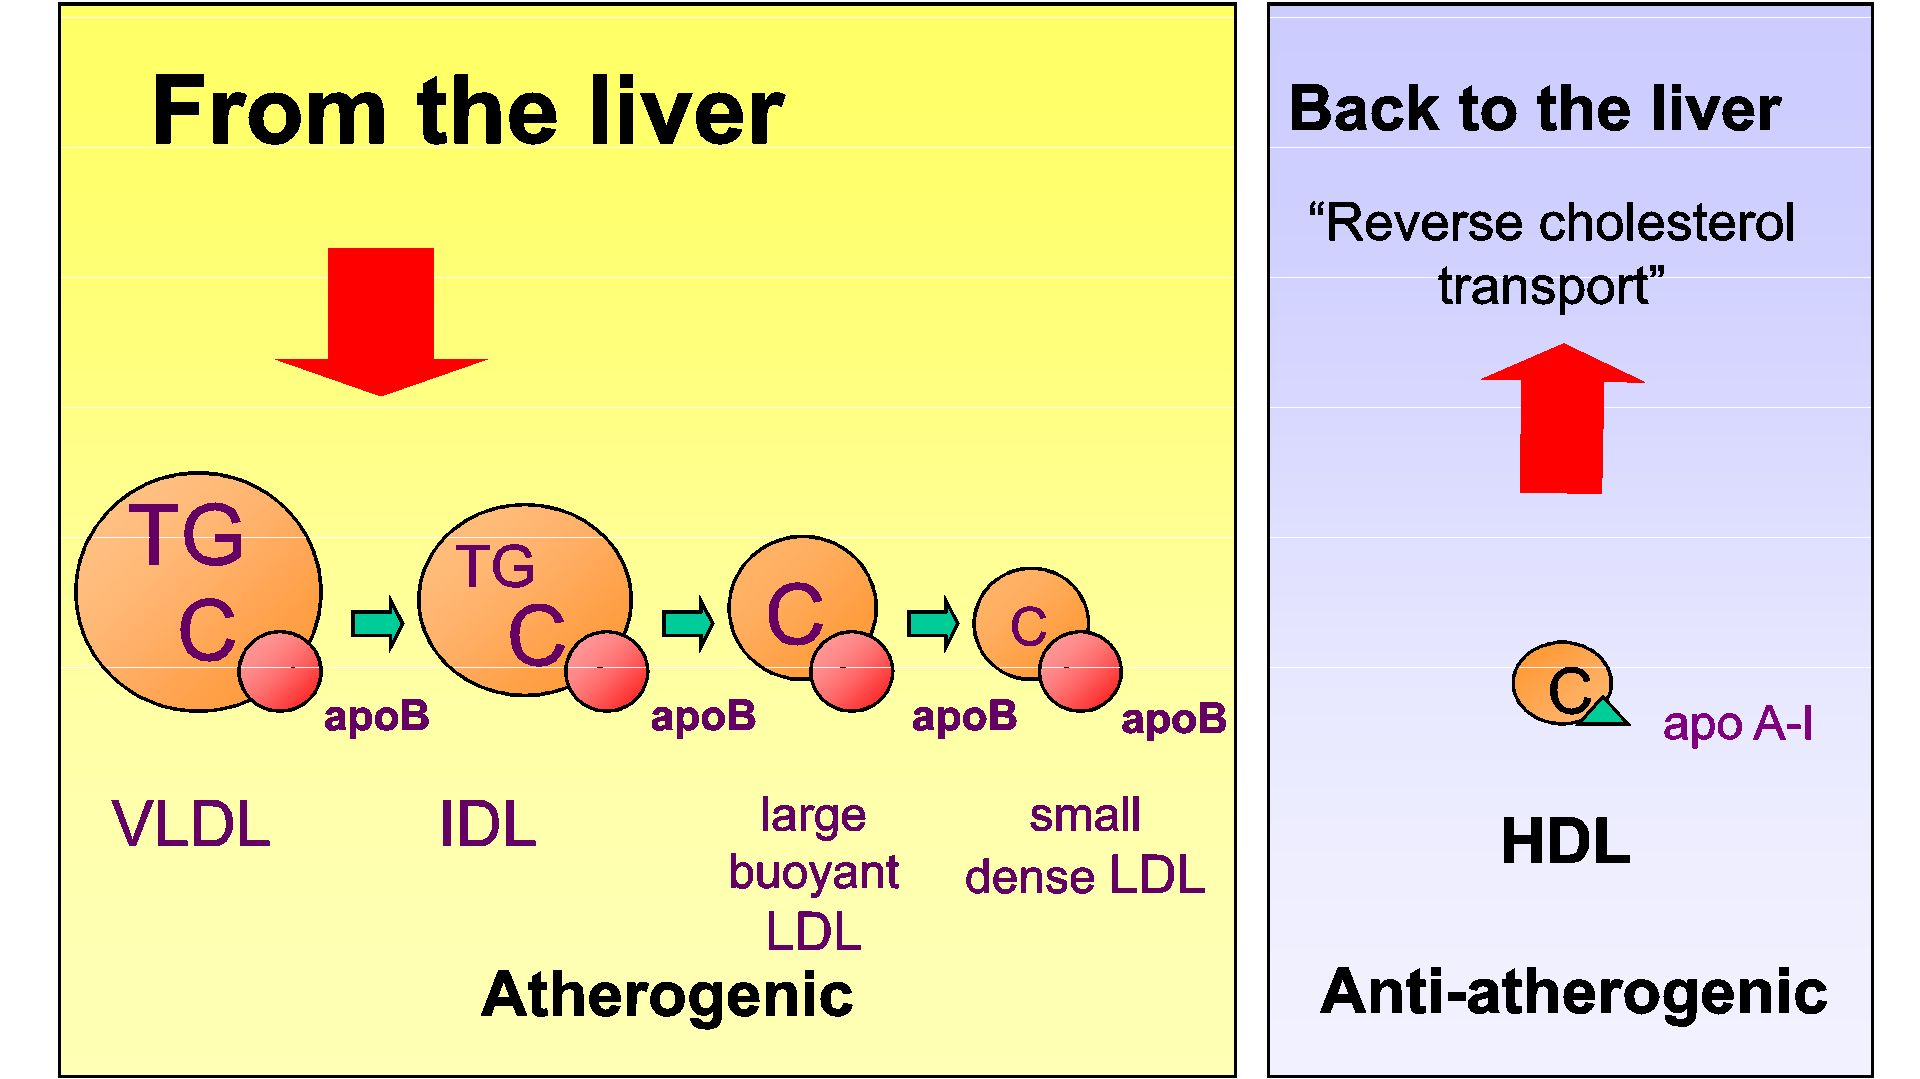 From the liver
TG
C
apoB
TG
C
apoB
C
apoB
C
apoB
VLDL
IDL
large
buoyant
LDL
small
dense LDL
Atherogenic
Back to the liver
“Reverse cholesterol
transport”
C
apo A-I
HDL
Anti-atherogenic